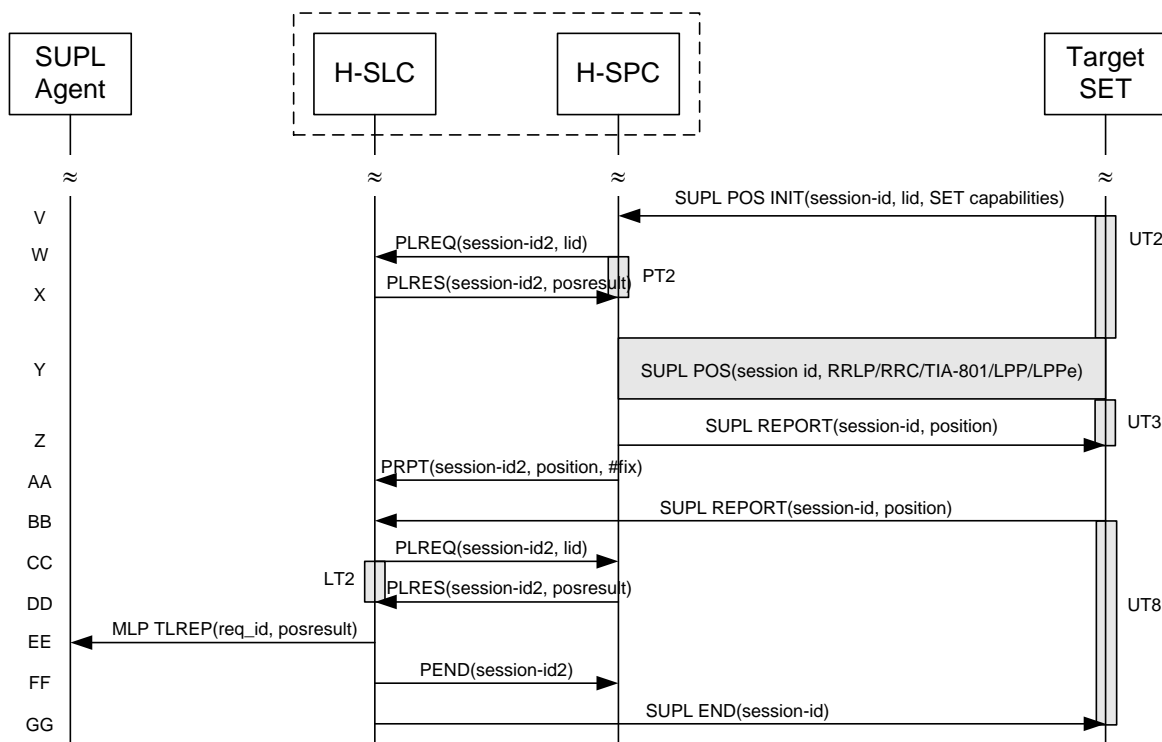 SUPL
Agent
H-SLC
H-SPC
Target
SET
≈ ≈ ≈ ≈
V
SUPL POS INIT(session-id, lid, SET capabilities)
UT2
W
PLREQ(session-id2, lid)
PT2
X
PLRES(session-id2, posresult)
Y
SUPL POS(session id, RRLP/RRC/TIA-801/LPP/LPPe)
UT3
Z
SUPL REPORT(session-id, position)
AA
PRPT(session-id2, position, #fix)
BB
SUPL REPORT(session-id, position)
CC
PLREQ(session-id2, lid)
LT2
DD
PLRES(session-id2, posresult)
UT8
EE
MLP TLREP(req_id, posresult)
FF
PEND(session-id2)
GG
SUPL END(session-id)